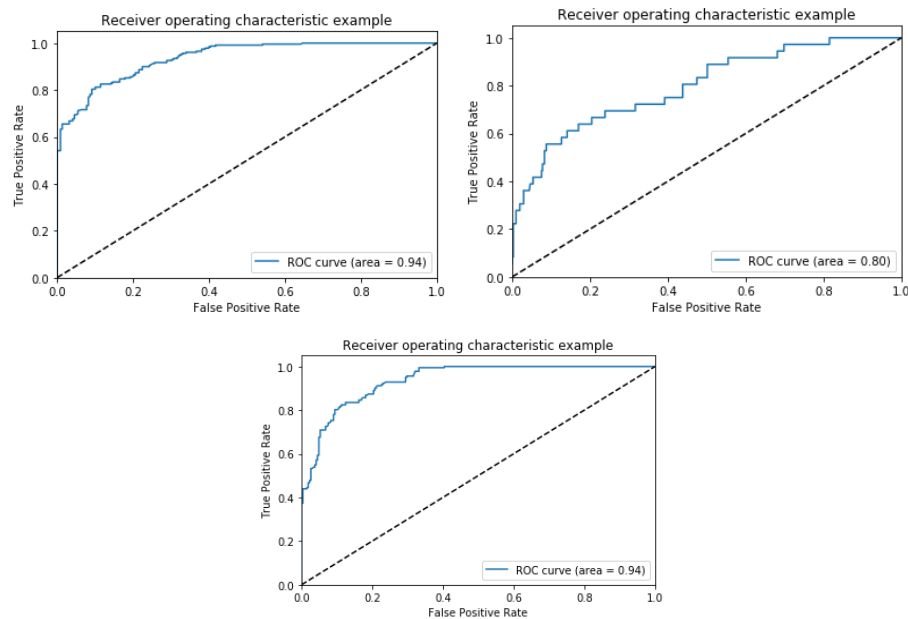 Receiver operating characteristic example
1.0
0.8
0.6
0.4
0.2
0.0
True Positive Rate
ROC curve (area = 0.94)
0.0 0.2 0.4 0.6 0.8 1.0
False Positive Rate
Receiver operating characteristic example
1.0
0.8
0.6
0.4
0.2
0.0
True Positive Rate
ROC curve (area = 0.80)
0.0 0.2 0.4 0.6 0.8 1.0
False Positive Rate
Receiver operating characteristic example
1.0
0.8
0.6
0.4
0.2
0.0
True Positive Rate
ROC curve (area = 0.94)
0.0 0.2 0.4 0.6 0.8 1.0
False Positive Rate